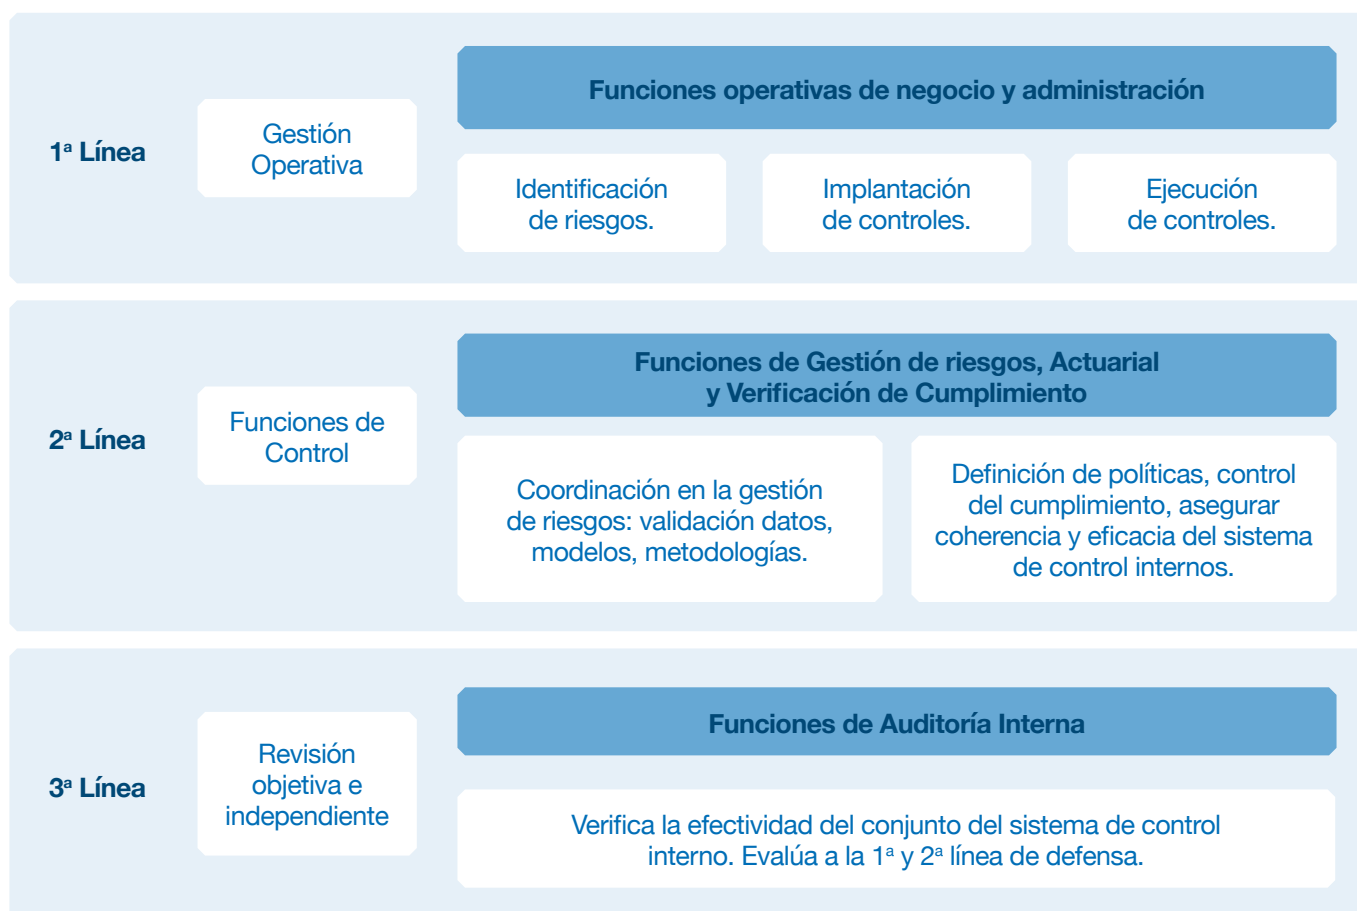 1ª Línea
Gestión
Operativa
Funciones operativas de negocio y administración
Identificación
de riesgos.
Implantación
de controles.
Ejecución
de controles.
2ª Línea
Funciones de
Control
Funciones de Gestión de riesgos, Actuarial
y Verificación de Cumplimiento
Coordinación en la gestión
de riesgos: validación datos,
modelos, metodologías.
Definición de políticas, control
del cumplimiento, asegurar
coherencia y eficacia del sistema
de control internos.
3ª Línea
Revisión
objetiva e
independiente
Funciones de Auditoría Interna
Verifica la efectividad del conjunto del sistema de control
interno. Evalúa a la 1ª y 2ª línea de defensa.